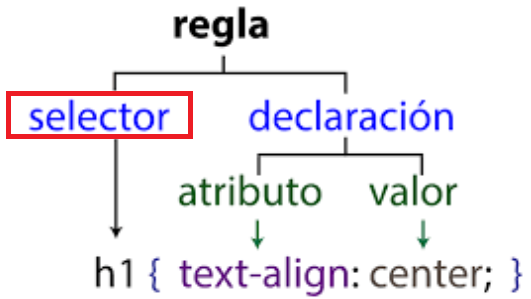 regla
selector declaración
atributo valor
h1 { text-align: center; }